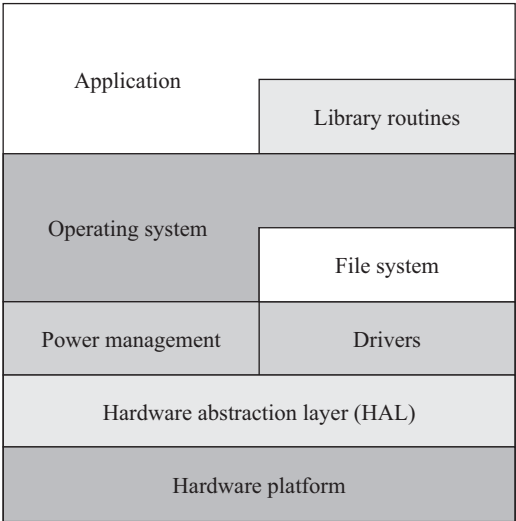 Application
Library routines
Operating system
File system
Power management
Drivers
Hardware abstraction layer (HAL)
Hardware platform